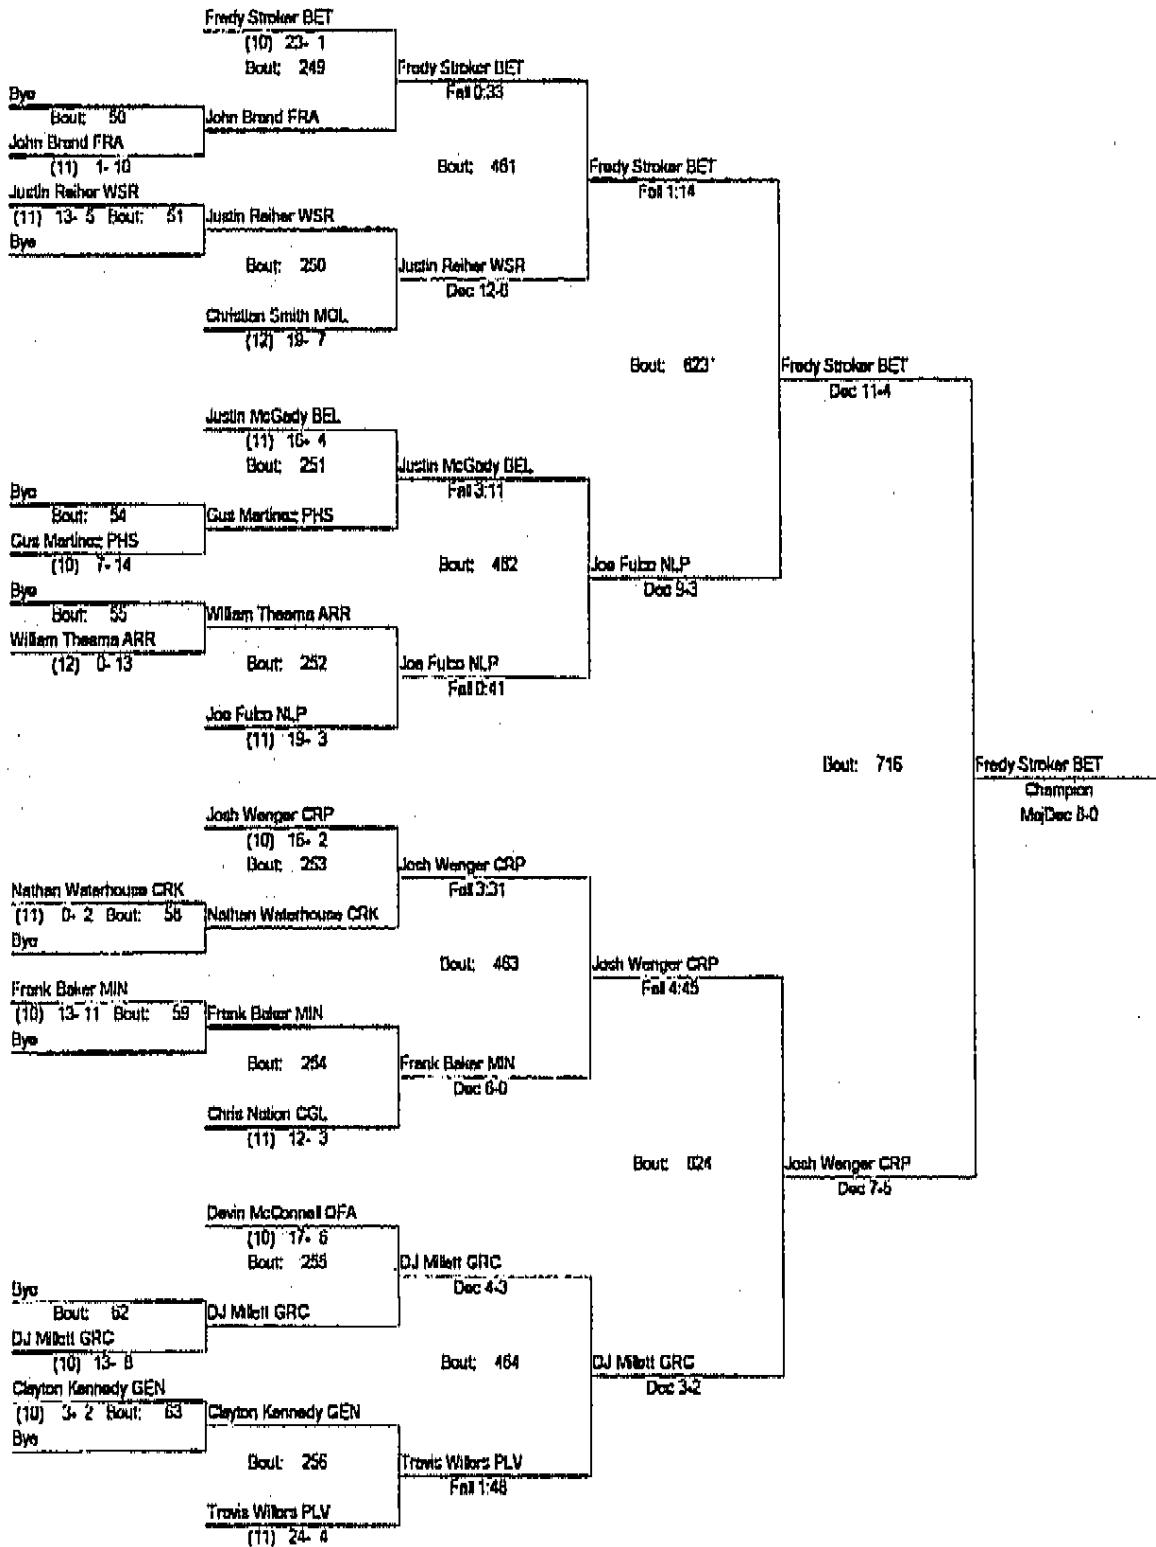 Fredy Stroker BET
(10) 23- 1
Bout: 249
Fredy Stroker BET
Fall 0:33
Bye
Bout: 50
John Brand FRA
John Brand FRA
(11) 1- 10
Bout: 461
Fredy Stroker BET
Fall 1:14
Justin Reiher WSR
(11) 13- 5 Bout: 51
Justin Reiher WSR
Bye
Bout: 250
Justin Reiher WSR
Dec 12-6
Christian Smith MOL
(12) 19- 7
Bout: 623
Fredy Stroker BET
Dec 11-4
Justin McGady BEL
(11) 16- 4
Bout: 251
Justin McGady BEL
Fall 3:11
Bye
Bout: 54
Gus Martinez PHS
Gus Martinez PHS
(10) 7- 14
Bout: 462
Joe Fulco NLP
Dec 9-3
Bye
Bout: 55
William Theama ARR
William Theama ARR
(12) 0- 13
Bout: 252
Joe Fulco NLP
Fall 0:41
Joe Fulco NLP
(11) 19- 3
Bout: 716
Fredy Stroker BET
Champion
MajDec 8-0
Josh Wenger CRP
(10) 16- 2
Bout: 253
Josh Wenger CRP
Fall 3:31
Nathan Waterhouse CRK
(11) 0- 2 Bout: 58
Nathan Waterhouse CRK
Bye
Bout: 463
Josh Wenger CRP
Fall 4:45
Frank Baker MIN
(10) 13- 11 Bout: 59
Frank Baker MIN
Bye
Bout: 254
Frank Baker MIN
Dec 6-0
Chris Nation CGL
(11) 12- 3
Bout: 624
Josh Wenger CRP
Dec 7-5
Devin McConnell OFA
(10) 17- 6
Bout: 255
DJ Millett GRC
Dec 4-3
Bye
Bout: 62
DJ Millett GRC
DJ Millett GRC
(10) 13- 8
Bout: 464
DJ Millett GRC
Dec 3-2
Clayton Kennedy GEN
(10) 3- 2 Bout: 63
Clayton Kennedy GEN
Bye
Bout: 256
Travis Willers PLV
Fall 1:48
Travis Willers PLV
(11) 24- 4